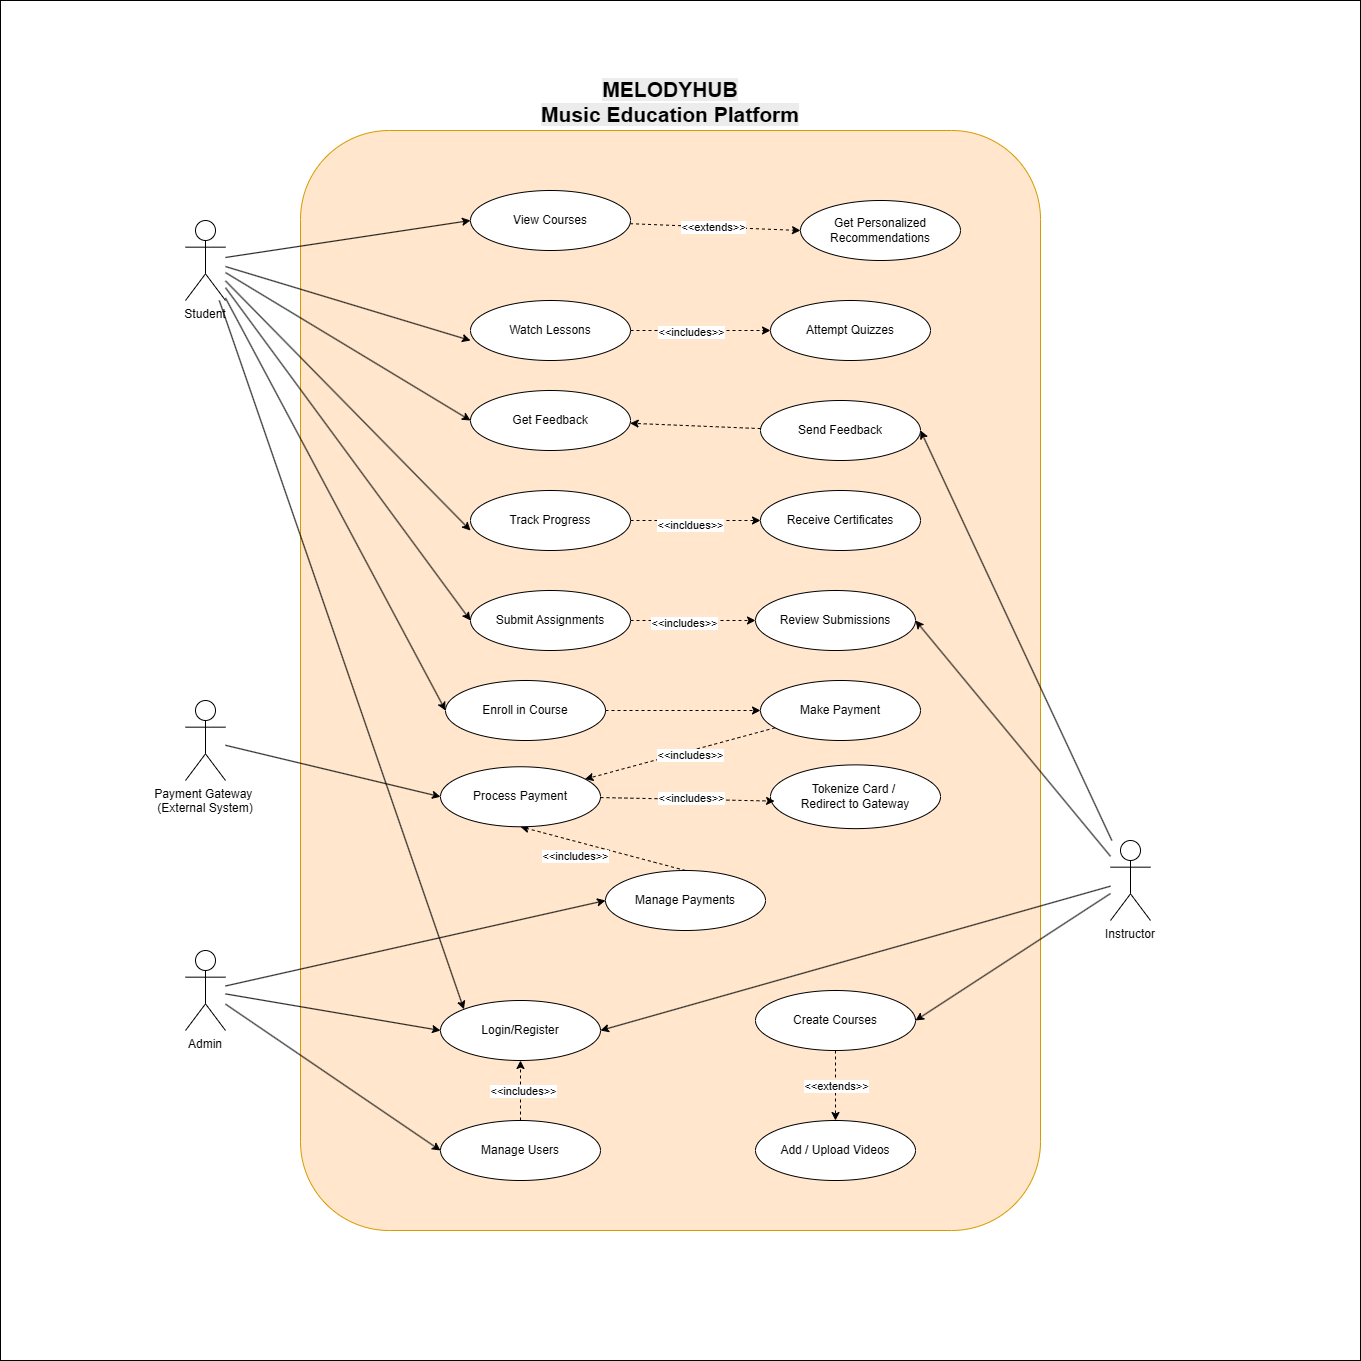 MELODYHUB
Music Education Platform
View Courses
<<extends>>
Get Personalized
Recommendations
Student
Watch Lessons
<<includes>>
Attempt Quizzes
Get Feedback
Send Feedback
Track Progress
<<incldues>>
Receive Certificates
Submit Assignments
<<includes>>
Review Submissions
Enroll in Course
Make Payment
<<includes>>
Payment Gateway
(External System)
Process Payment
<<includes>>
Tokenize Card /
Redirect to Gateway
<<includes>>
Manage Payments
Instructor
Admin
Login/Register
Create Courses
<<includes>>
<<extends>>
Manage Users
Add / Upload Videos